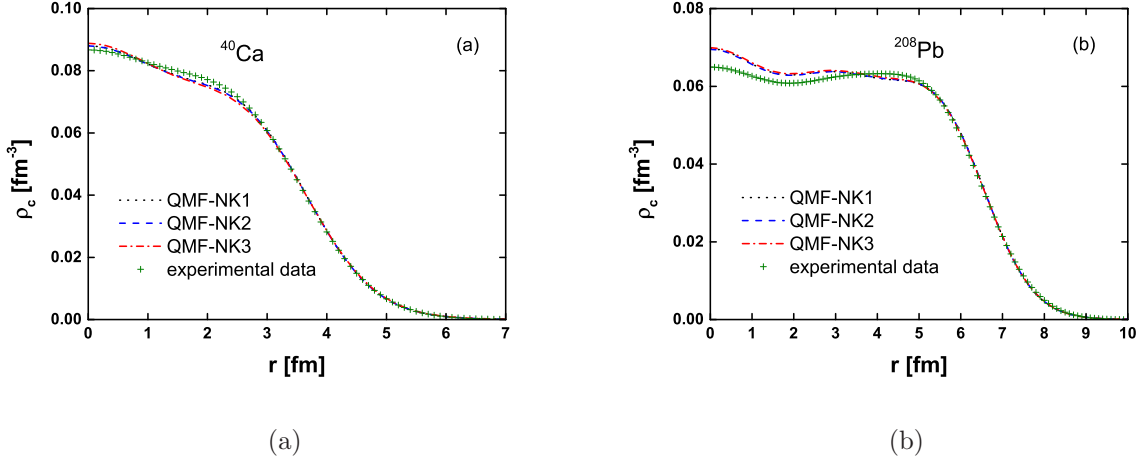 0.10
0.08
0.06
0.04
0.02
0.00
ρc [fm-3]
40Ca
(a)
QMF-NK1
QMF-NK2
QMF-NK3
experimental data
0 1 2 3 4 5 6 7
r [fm]
(a)
0.08
0.06
0.04
0.02
0.00
ρc [fm-3]
208Pb
(b)
QMF-NK1
QMF-NK2
QMF-NK3
experimental data
0 1 2 3 4 5 6 7 8 9 10
r [fm]
(b)